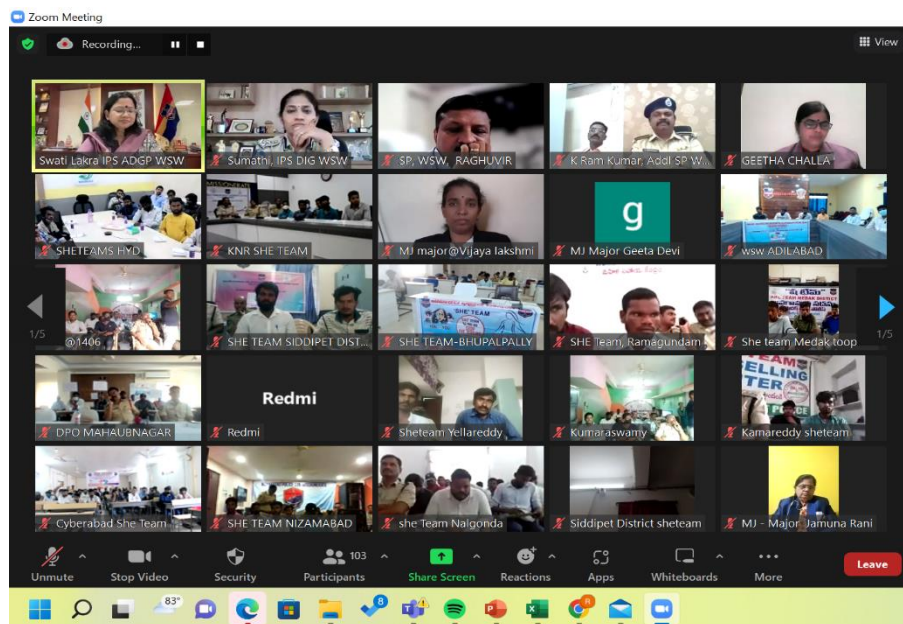 Zoom Meeting
Recording...
View
Swati Lakra IPS ADGP WSW
Sumathi, IPS DIG WSW
SP, WSW, RAGHUVIR
K Ram Kumar, Addl SP W...
GEETHA CHALLA
SHETEAMS HYD
KNR SHE TEAM
MJ major@Vijaya lakshmi
g
MJ Major Geeta Devi
wsw ADILABAD
1/5
@1406
SHE TEAM SIDDIPET DIST...
SHE TEAM
SHE TEAM-BHUPALPALLY
SHE Team, Ramagundam
She team Medak toop
1/5
DPO MAHAUBNAGAR
Redmi
Redmi
Sheteam Yellareddy
Kumaraswamy
TEAM
ELLING
TER
POLICE
Kamareddy sheteam
Cyberabad She Team
SHE TEAM NIZAMABAD
she Team Nalgonda
Siddipet District sheteam
MJ - Major Jamuna Rani
103
Unmute
Stop Video
Security
Participants
Share Screen
Reactions
Apps
Whiteboards
More
Leave
83°